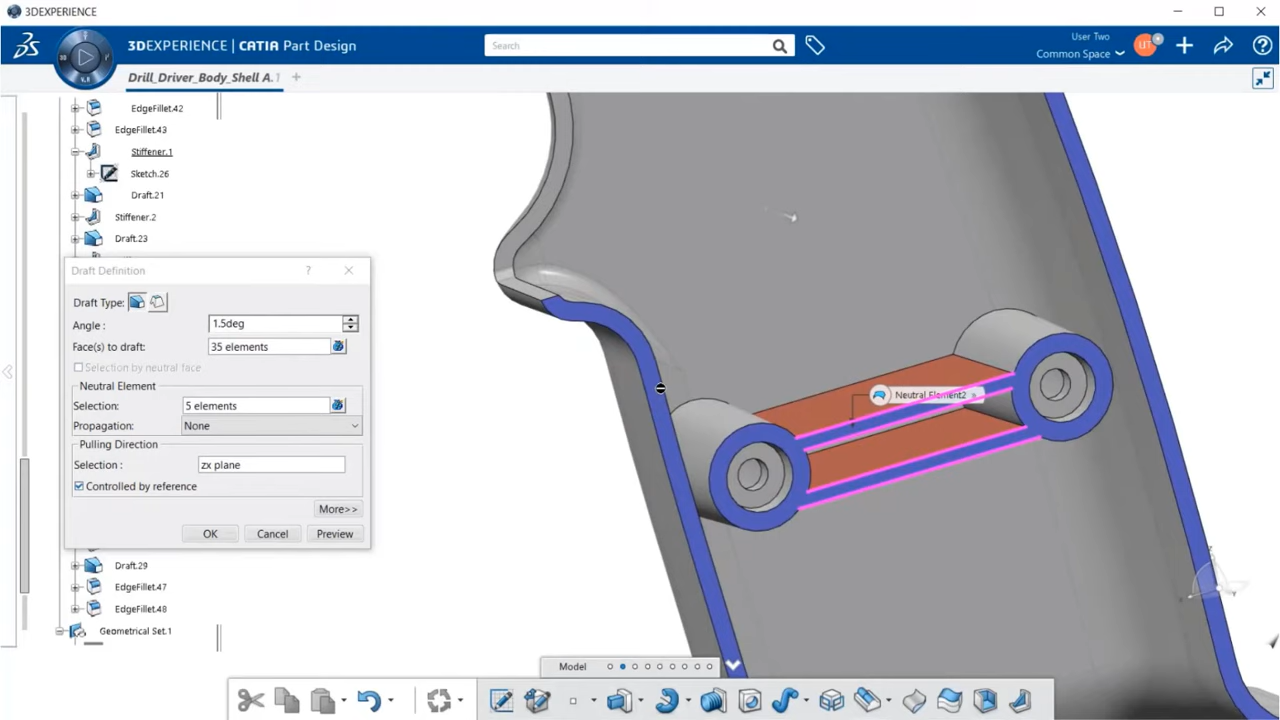 3DEXPERIENCE
3DEXPERIENCE | CATIA Part Design
3D
V.R
Search
User Two
Common Space
UT
Drill_Driver_Body_Shell A.1
EdgeFillet.42
EdgeFillet.43
Stiffener.1
Sketch.26
Draft.21
Stiffener.2
Draft.23
Draft Definition
?
Draft Type:
Angle :
1.5deg
Face(s) to draft:
35 elements
Selection by neutral face
Neutral Element
Selection:
5 elements
Propagation:
None
Pulling Direction
Selection :
zx plane
Controlled by reference
More>>
OK
Cancel
Preview
Neutral Element2
Draft.29
EdgeFillet.47
EdgeFillet.48
Geometrical Set.1
Model